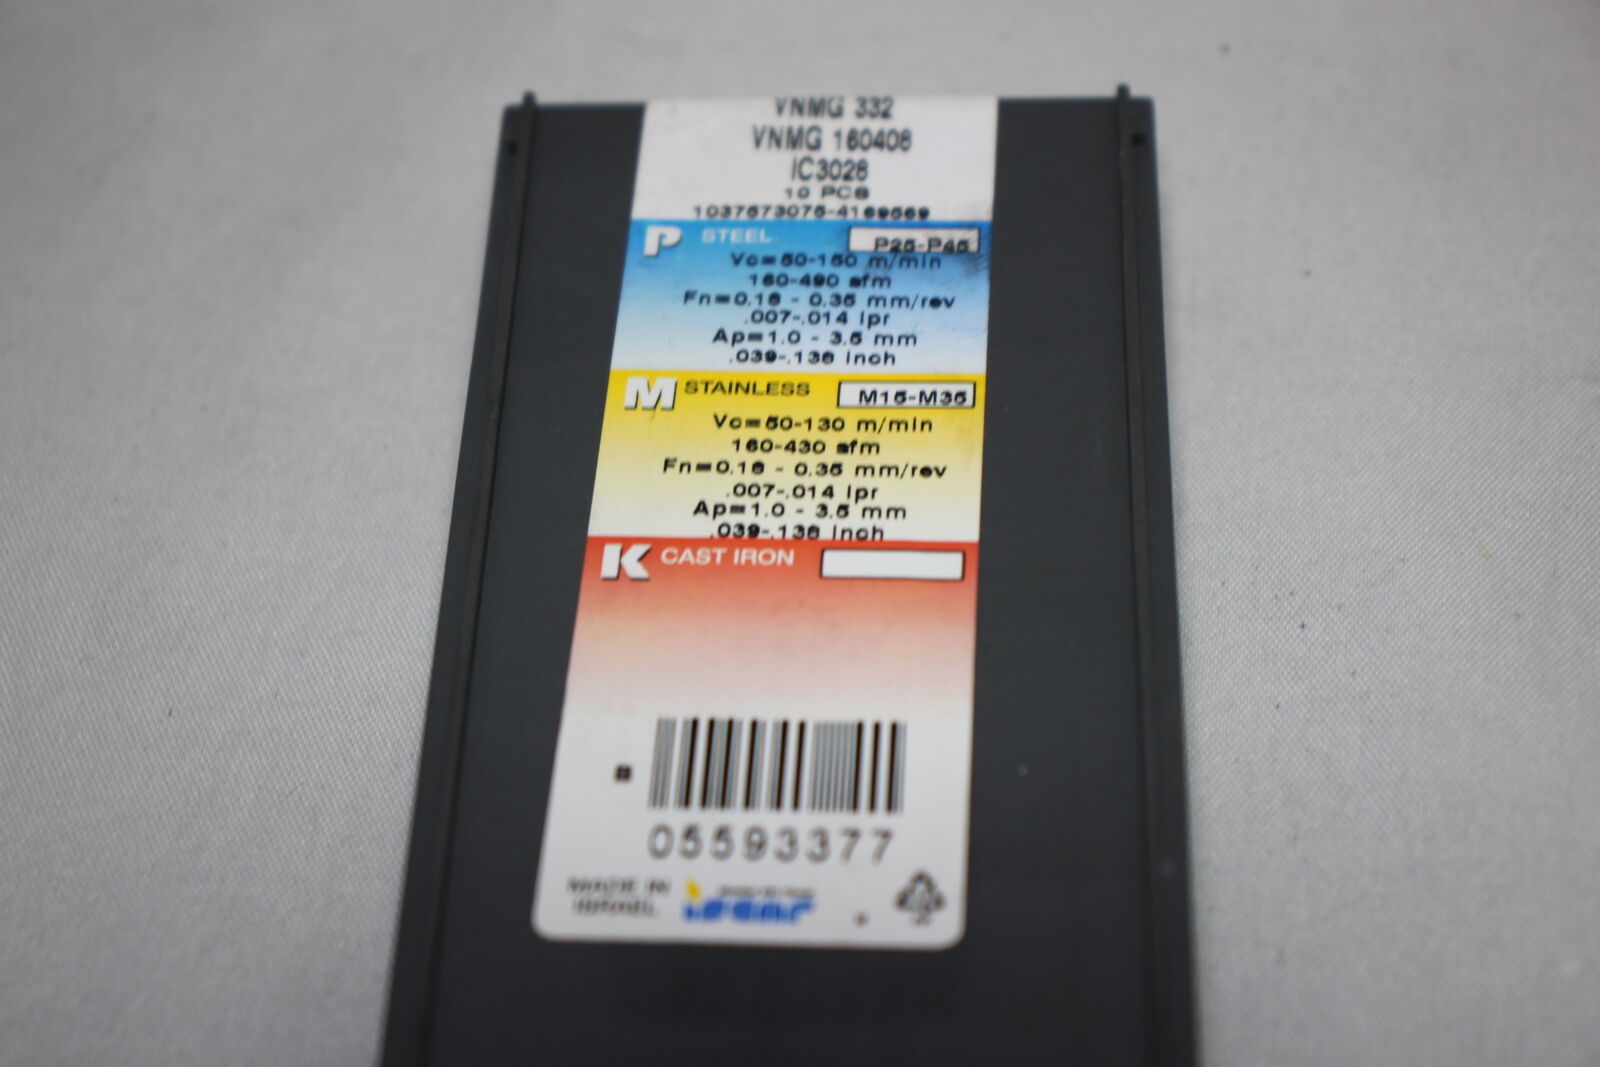 VNMG 332
VNMG 160408
IC3028
10 PCS
1037573075-4169569
P STEEL P25-P45
Vc=50-150 m/min
160-490 sfm
Fn=0.18 - 0.35 mm/rev
.007-.014 ipr
Ap=1.0 - 3.5 mm
.039-.138 inch
M STAINLESS M15-M35
Vc=50-130 m/min
160-430 sfm
Fn=0.18 - 0.35 mm/rev
.007-.014 ipr
Ap=1.0 - 3.5 mm
.039-.138 inch
K CAST IRON
05593377
MADE IN
ISRAEL
ISCAR